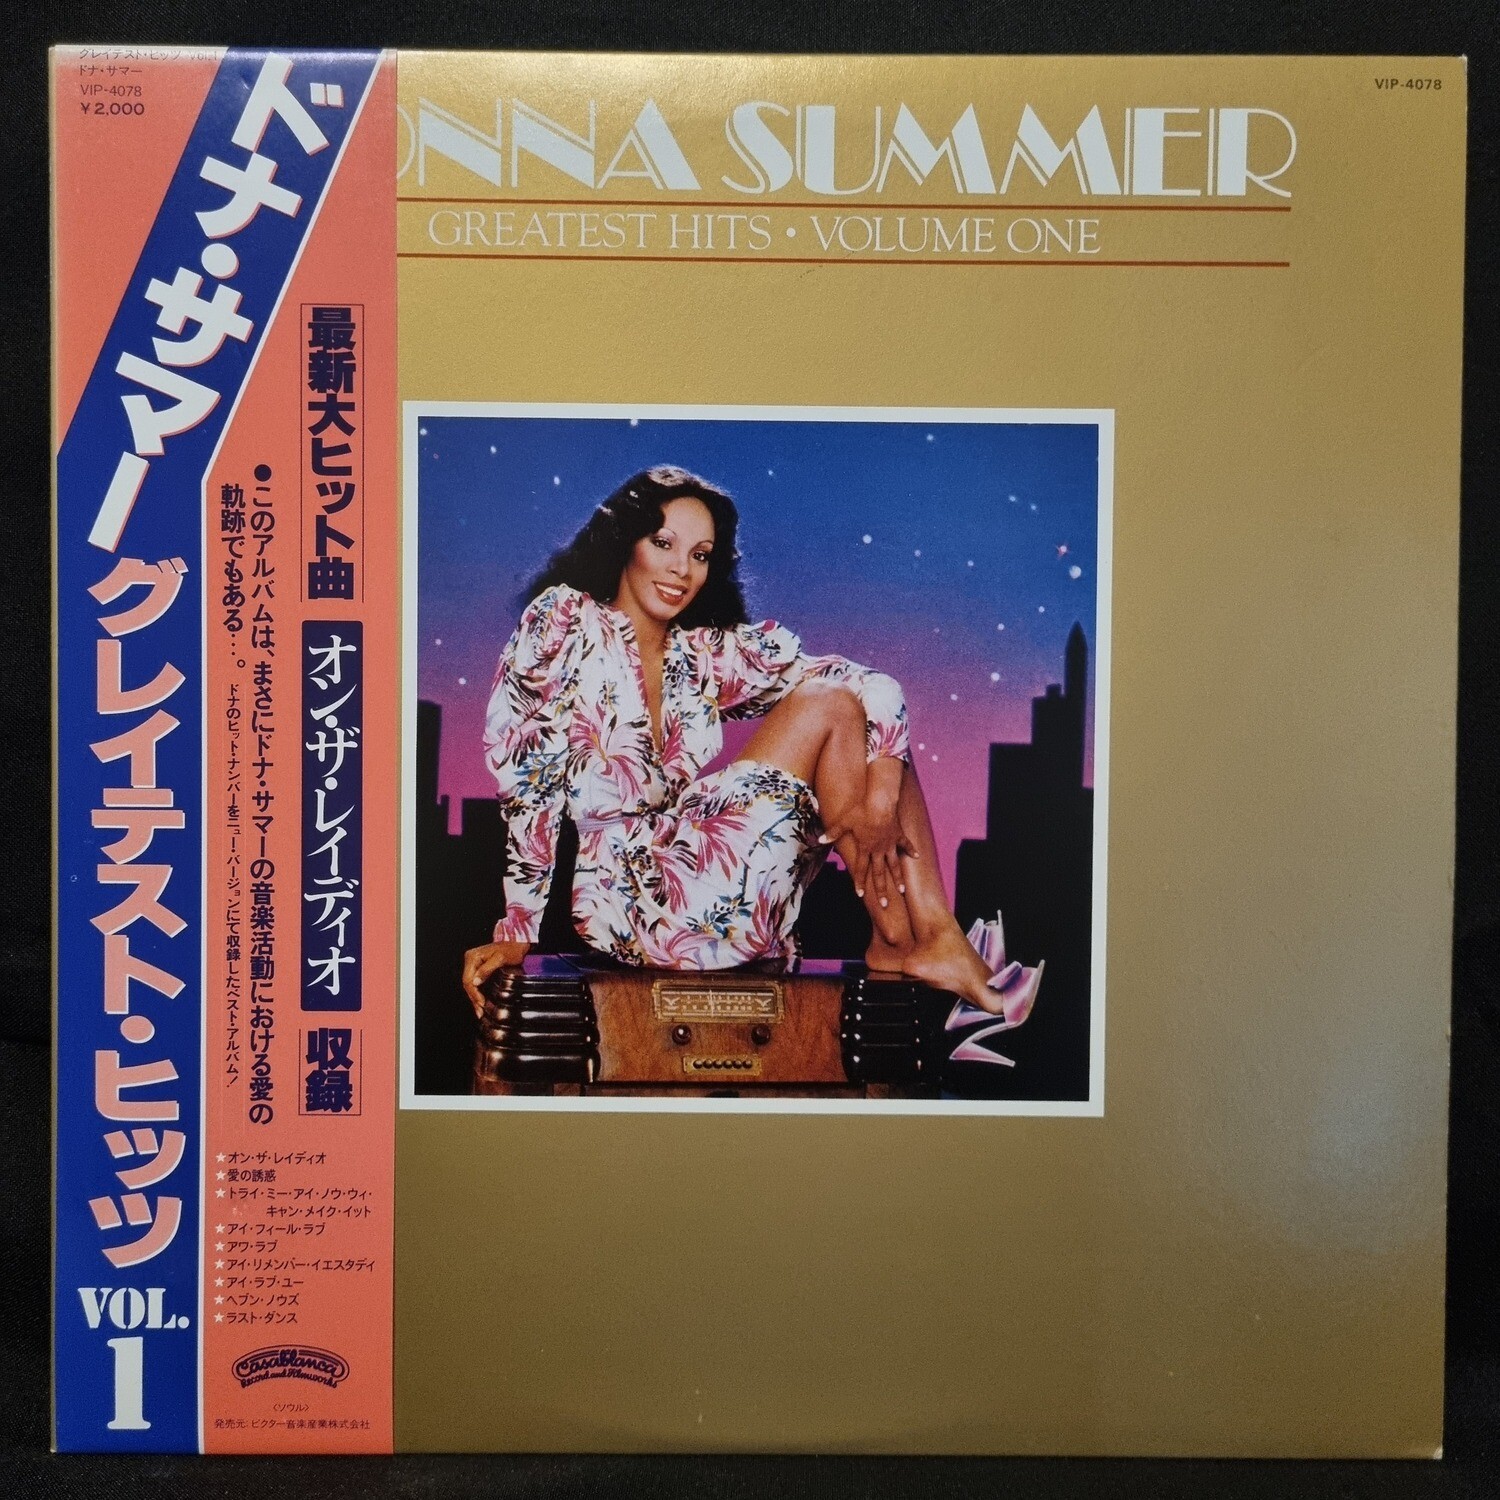 グレイテスト・ヒッツ VOL.1
ドナ・サマー
VIP-4078
￥2,000
ドナ・サマー
グレイテスト・ヒッツ
VOL.
1
最新大ヒット曲
オン・ザ・レイディオ
収録
●このアルバムは、まさにドナ・サマーの音楽活動における愛の
軌跡でもある…。
ドナのヒット・ナンバーをニュー・バージョンにて収録したベスト・アルバム！
★オン・ザ・レイディオ
★愛の誘惑
★トライ・ミー・アイ・ノウ・ウィ・
キャン・メイク・イット
★アイ・フィール・ラブ
★アワ・ラブ
★アイ・リメンバー・イエスタデイ
★アイ・ラブ・ユー
★ヘブン・ノウズ
★ラスト・ダンス
Casablanca
Record and Filmworks
〈ソウル〉
発売元: ビクター音楽産業株式会社
VIP-4078
ONNA SUMMER
GREATEST HITS • VOLUME ONE